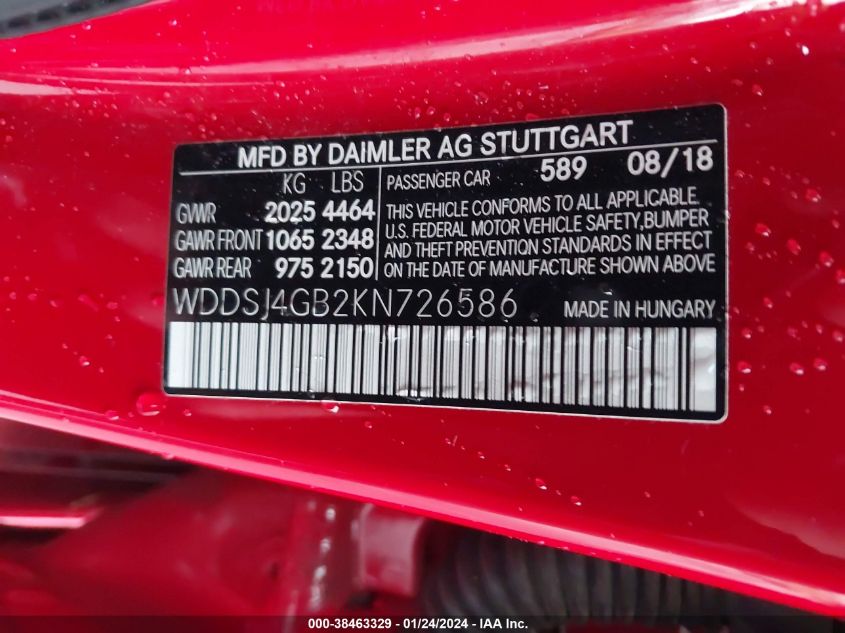 MFD BY DAIMLER AG STUTTGART
KG LBS
GVWR 2025 4464
GAWR FRONT 1065 2348
GAWR REAR 975 2150
PASSENGER CAR 589 08/18
THIS VEHICLE CONFORMS TO ALL APPLICABLE.
U.S. FEDERAL MOTOR VEHICLE SAFETY, BUMPER
AND THEFT PREVENTION STANDARDS IN EFFECT
ON THE DATE OF MANUFACTURE SHOWN ABOVE
WDDSJ4GB2KN726586 MADE IN HUNGARY
000-38463329 - 01/24/2024 - IAA Inc.